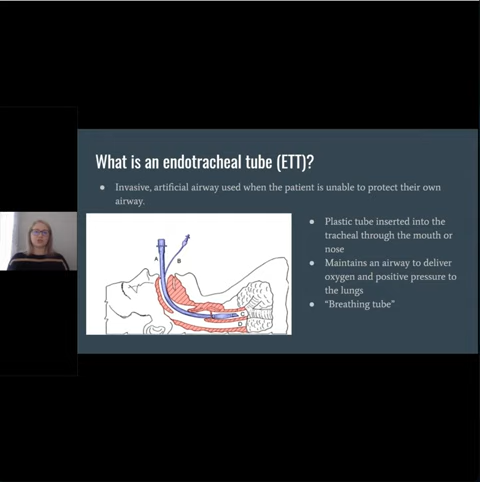 What is an endotracheal tube (ETT)?
● Invasive, artificial airway used when the patient is unable to protect their own
airway.
● Plastic tube inserted into the
tracheal through the mouth or
nose
● Maintains an airway to deliver
oxygen and positive pressure to
the lungs
● “Breathing tube”
A
B
C
D